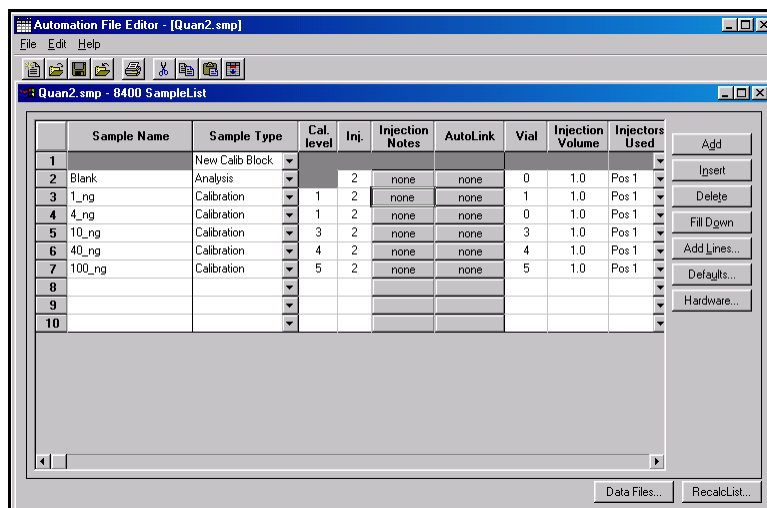 Automation File Editor - [Quan2.smp]
File Edit Help
Quan2.smp - 8400 SampleList
Sample Name Sample Type Cal. level Inj. Injection Notes AutoLink Vial Injection Volume Injectors Used
1 New Calib Block
2 Blank Analysis 2 none none 0 1.0 Pos 1
3 1_ng Calibration 1 2 none none 1 1.0 Pos 1
4 4_ng Calibration 1 2 none none 0 1.0 Pos 1
5 10_ng Calibration 3 2 none none 3 1.0 Pos 1
6 40_ng Calibration 4 2 none none 4 1.0 Pos 1
7 100_ng Calibration 5 2 none none 5 1.0 Pos 1
8
9
10
Add
Insert
Delete
Fill Down
Add Lines...
Defaults...
Hardware...
Data Files... RecalcList...